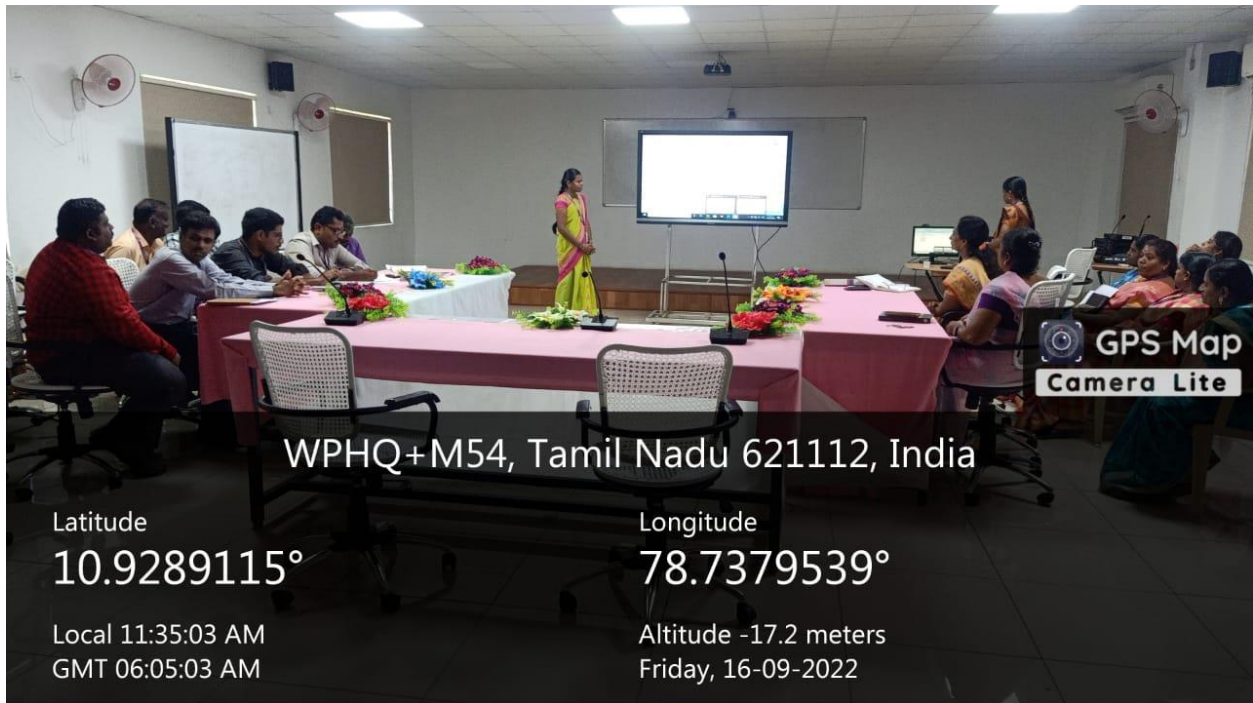 GPS Map
Camera Lite
WPHQ+M54, Tamil Nadu 621112, India
Latitude
10.9289115°
Longitude
78.7379539°
Local 11:35:03 AM
GMT 06:05:03 AM
Altitude -17.2 meters
Friday, 16-09-2022